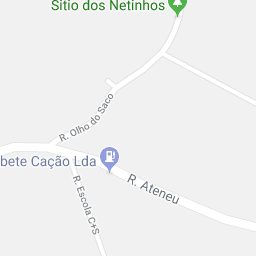 Sítio dos Netinhos
R. Olho do Saco
bete Cação Lda
R. Ateneu
R. Escola C+S